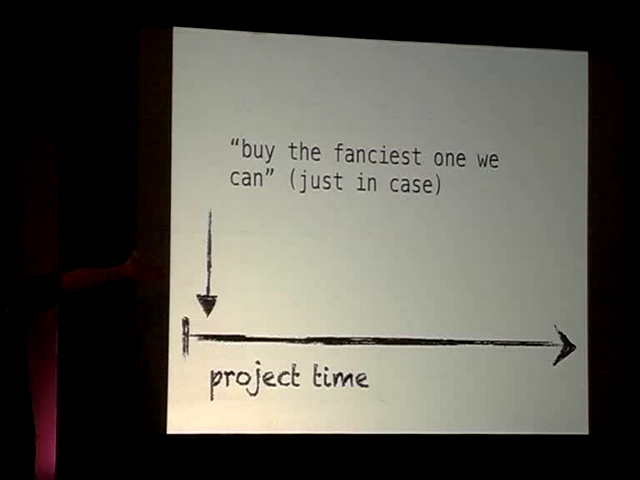 “buy the fanciest one we
can” (just in case)
project time